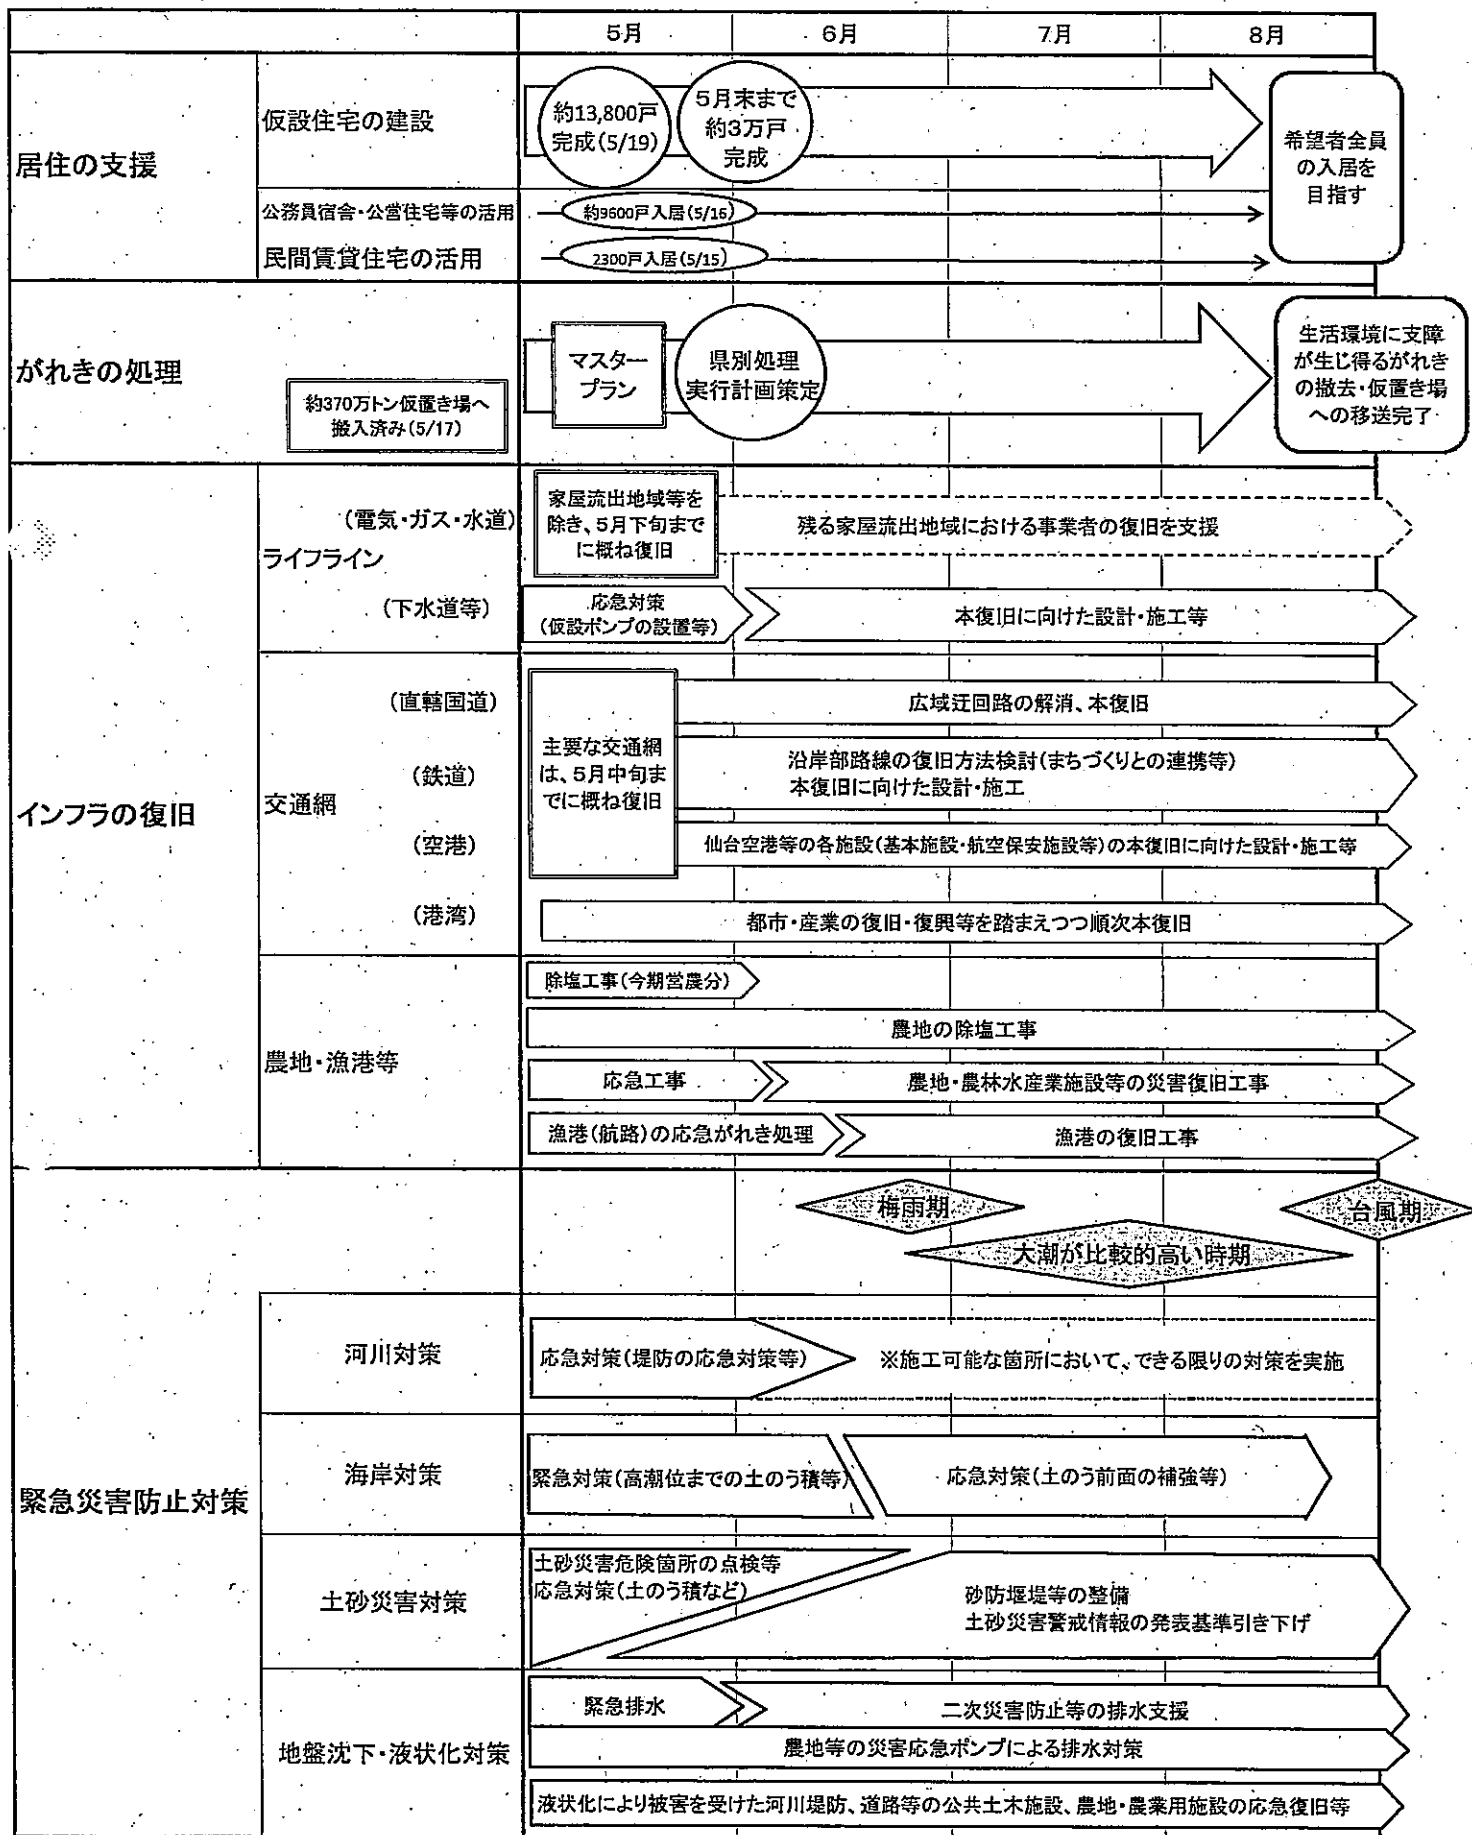 5月
6月
7月
8月
居住の支援
仮設住宅の建設
約13,800戸
完成(5/19)
5月末まで
約3万戸
完成
希望者全員
の入居を
目指す
公務員宿舎・公営住宅等の活用
約9600戸入居(5/16)
民間賃貸住宅の活用
2300戸入居(5/15)
がれきの処理
約370万トン仮置き場へ
搬入済み(5/17)
マスター
プラン
県別処理
実行計画策定
生活環境に支障
が生じ得るがれき
の撤去・仮置き場
への移送完了
インフラの復旧
(電気・ガス・水道)
ライフライン
(下水道等)
家屋流出地域等を
除き、5月下旬まで
に概ね復旧
残る家屋流出地域における事業者の復旧を支援
応急対策
(仮設ポンプの設置等)
本復旧に向けた設計・施工等
交通網
(直轄国道)
(鉄道)
(空港)
(港湾)
主要な交通網
は、5月中旬ま
でに概ね復旧
広域迂回路の解消、本復旧
沿岸部路線の復旧方法検討(まちづくりとの連携等)
本復旧に向けた設計・施工
仙台空港等の各施設(基本施設・航空保安施設等)の本復旧に向けた設計・施工等
都市・産業の復旧・復興等を踏まえつつ順次本復旧
農地・漁港等
除塩工事(今期営農分)
農地の除塩工事
応急工事
農地・農林水産業施設等の災害復旧工事
漁港(航路)の応急がれき処理
漁港の復旧工事
緊急災害防止対策
梅雨期
台風期
大潮が比較的高い時期
河川対策
応急対策(堤防の応急対策等)
※施工可能な箇所において、できる限りの対策を実施
海岸対策
緊急対策(高潮位までの土のう積等)
応急対策(土のう前面の補強等)
土砂災害対策
土砂災害危険箇所の点検等
応急対策(土のう積など)
砂防堰堤等の整備
土砂災害警戒情報の発表基準引き下げ
地盤沈下・液状化対策
緊急排水
二次災害防止等の排水支援
農地等の災害応急ポンプによる排水対策
液状化により被害を受けた河川堤防、道路等の公共土木施設、農地・農業用施設の応急復旧等